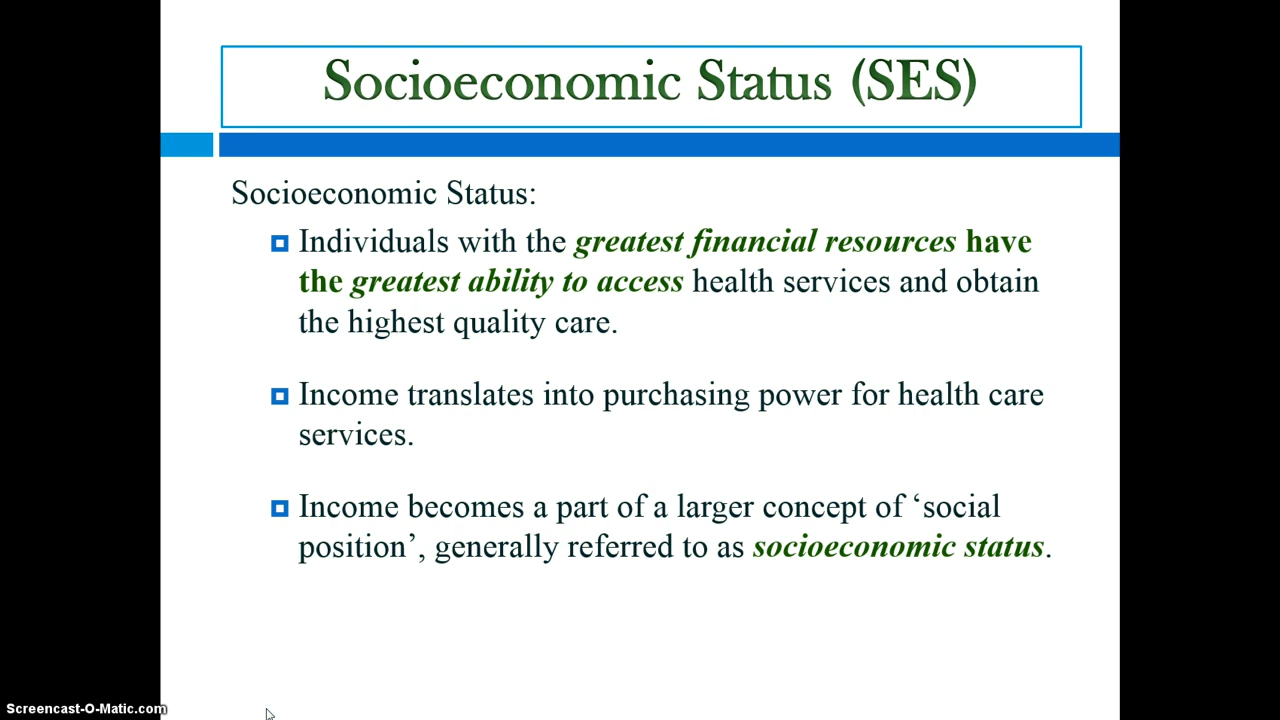 Socioeconomic Status (SES)
Socioeconomic Status:
Individuals with the greatest financial resources have
the greatest ability to access health services and obtain
the highest quality care.
Income translates into purchasing power for health care
services.
Income becomes a part of a larger concept of ‘social
position’, generally referred to as socioeconomic status.
Screencast-O-Matic.com